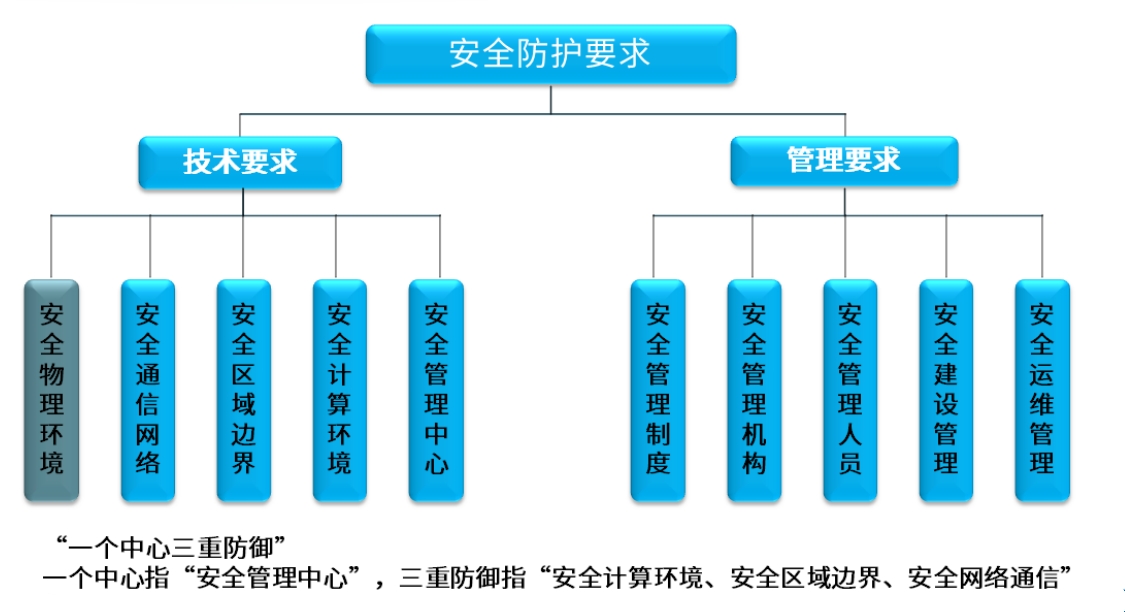 安全防护要求
技术要求
管理要求
安全物理环境
安全通信网络
安全区域边界
安全计算环境
安全管理中心
安全管理制度
安全管理机构
安全管理人员
安全建设管理
安全运维管理
“一个中心三重防御”
一个中心指“安全管理中心”，三重防御指“安全计算环境、安全区域边界、安全网络通信”